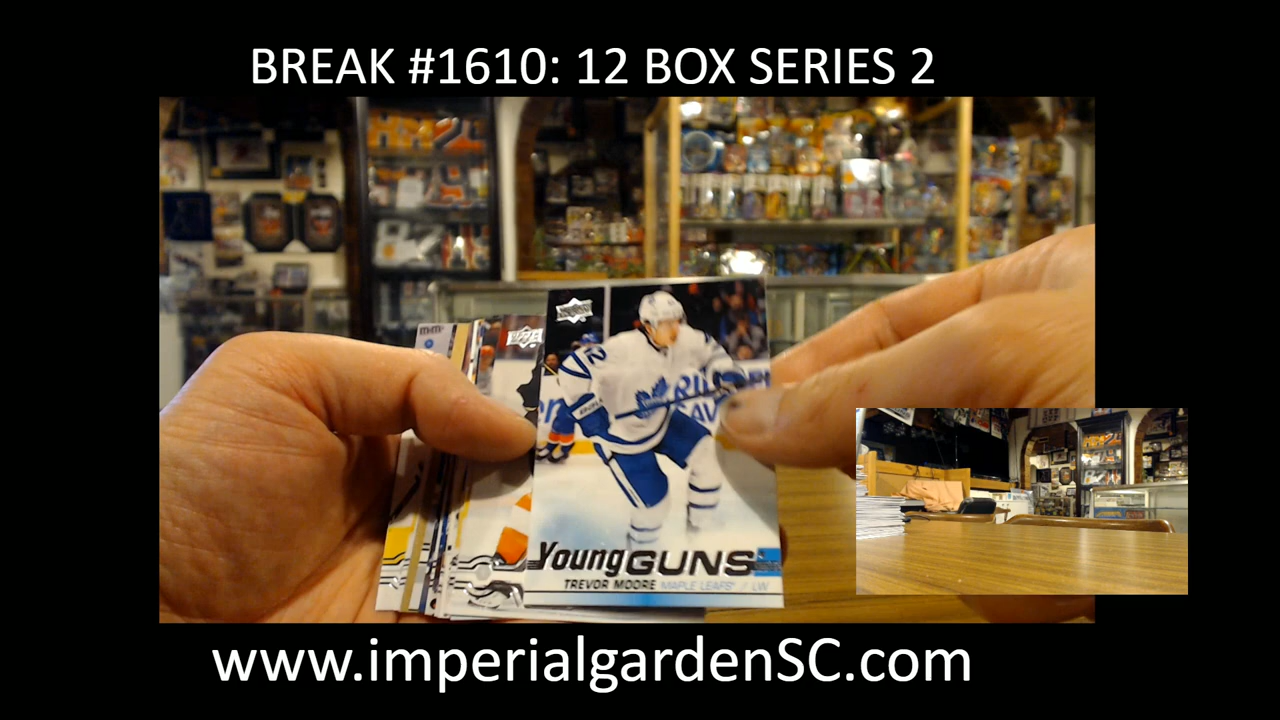 BREAK #1610: 12 BOX SERIES 2
Young GUNS
TREVOR MOORE MAPLE LEAFS / LW
www.imperialgardenSC.com